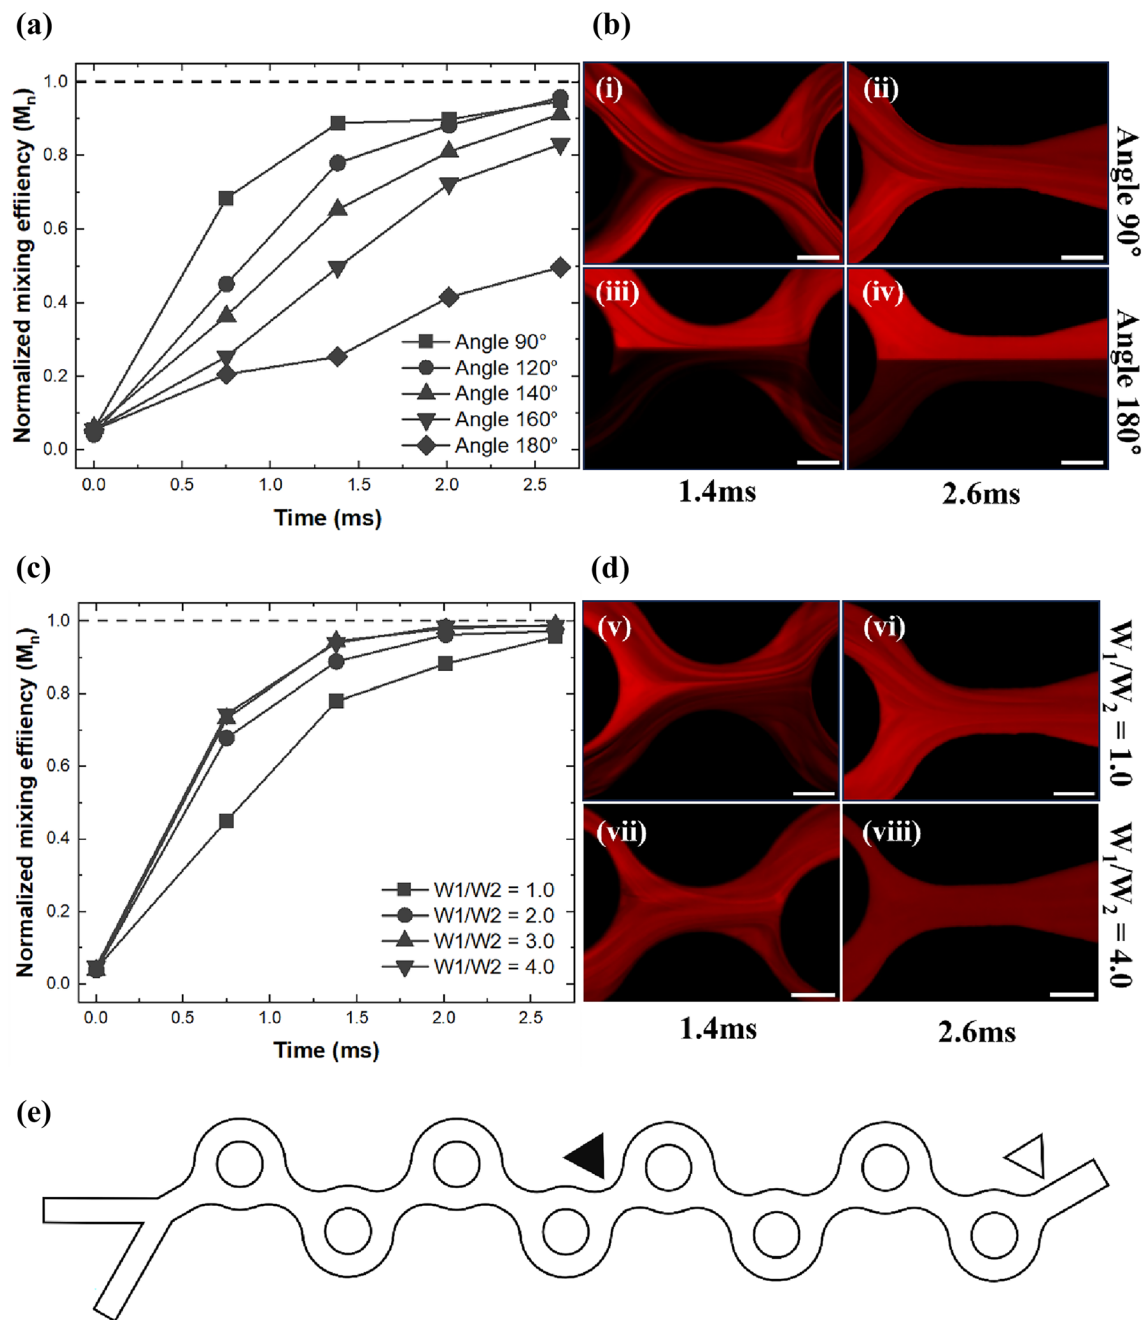 (a)
(b)
Normalized mixing effiiency (Mn)
1.0
0.8
0.6
0.4
0.2
0.0
Angle 90°
Angle 120°
Angle 140°
Angle 160°
Angle 180°
0.0 0.5 1.0 1.5 2.0 2.5
Time (ms)
(i)
(ii)
Angle 90°
(iii)
(iv)
Angle 180°
1.4ms
2.6ms
(c)
(d)
Normalized mixing effiiency (Mn)
1.0
0.8
0.6
0.4
0.2
0.0
W1/W2 = 1.0
W1/W2 = 2.0
W1/W2 = 3.0
W1/W2 = 4.0
0.0 0.5 1.0 1.5 2.0 2.5
Time (ms)
(v)
(vi)
W1/W2 = 1.0
(vii)
(viii)
W1/W2 = 4.0
1.4ms
2.6ms
(e)